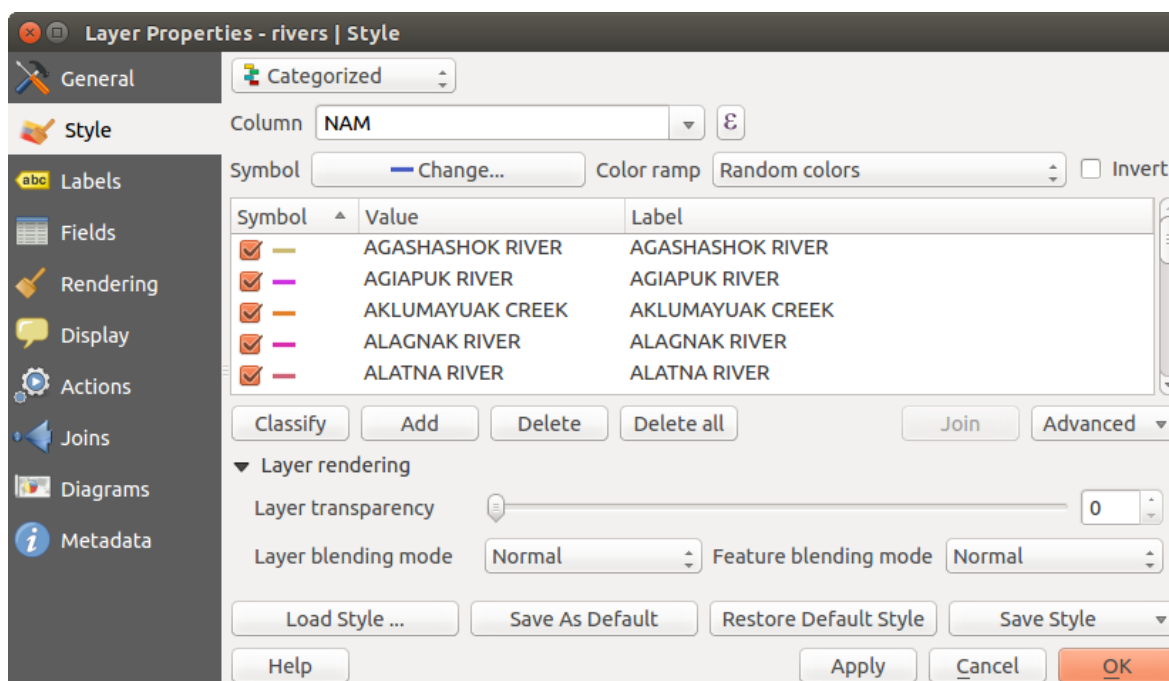 Layer Properties - rivers | Style
General
Style
abc Labels
Fields
Rendering
Display
Actions
Joins
Diagrams
i Metadata
Categorized
Column NAM ε
Symbol Change... Color ramp Random colors Invert
Symbol Value Label
AGASHASHOK RIVER AGASHASHOK RIVER
AGIAPUK RIVER AGIAPUK RIVER
AKLUMAYUAK CREEK AKLUMAYUAK CREEK
ALAGNAK RIVER ALAGNAK RIVER
ALATNA RIVER ALATNA RIVER
Classify Add Delete Delete all Join Advanced
Layer rendering
Layer transparency 0
Layer blending mode Normal Feature blending mode Normal
Load Style ... Save As Default Restore Default Style Save Style
Help Apply Cancel OK